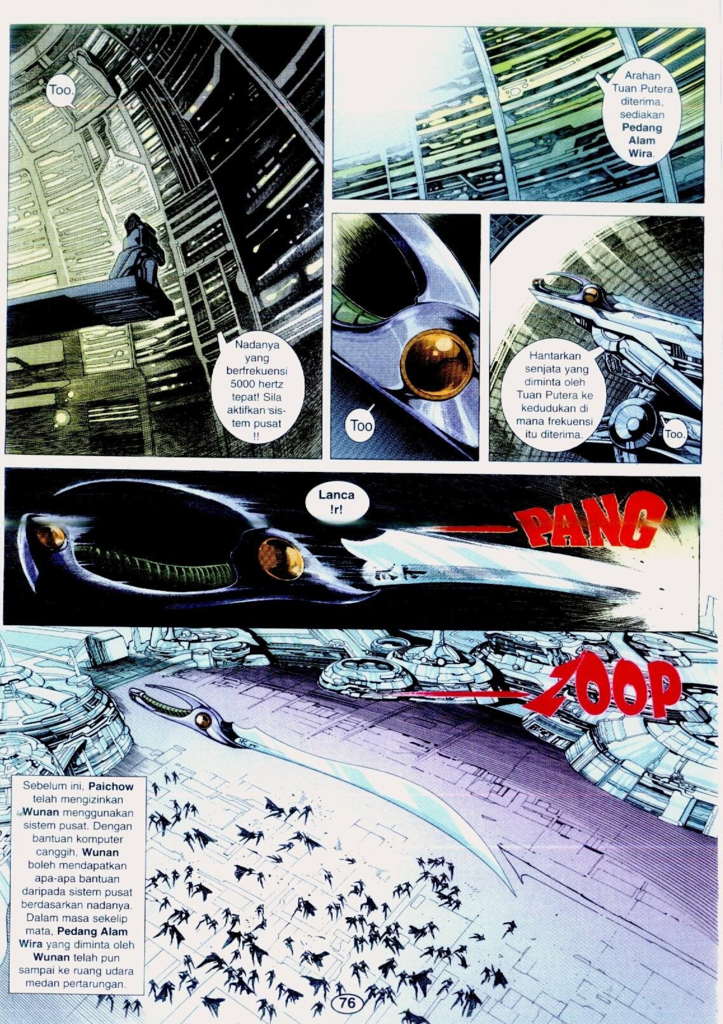 Too.
Nadanya
yang
berfrekuensi
5000 hertz
tepat! Sila
aktifkan sis-
tem pusat
!!
Arahan
Tuan Putera
diterima,
sediakan
Pedang
Alam
Wira.
Too
Hantarkan
senjata yang
diminta oleh
Tuan Putera ke
kedudukan di
mana frekuensi
itu diterima.
Too.
Lanca
!r!
PANG
ZOOP
Sebelum ini, Paichow
telah mengizinkan
Wunan menggunakan
sistem pusat. Dengan
bantuan komputer
canggih, Wunan
boleh mendapatkan
apa-apa bantuan
daripada sistem pusat
berdasarkan nadanya.
Dalam masa sekelip
mata, Pedang Alam
Wira yang diminta oleh
Wunan telah pun
sampai ke ruang udara
medan pertarungan.
76